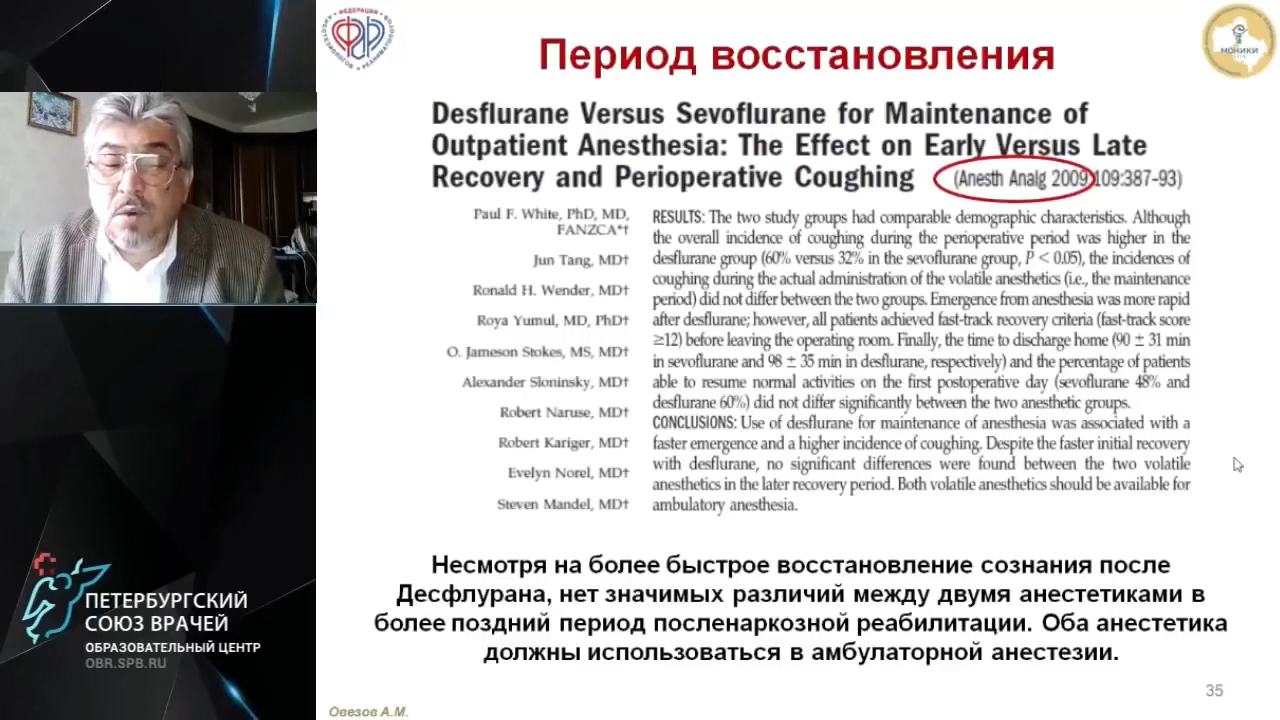 ФЕДЕРАЦИЯ
АНЕСТЕЗИОЛОГОВ И РЕАНИМАТОЛОГОВ
МОНИКИ
Период восстановления
Desflurane Versus Sevoflurane for Maintenance of
Outpatient Anesthesia: The Effect on Early Versus Late
Recovery and Perioperative Coughing (Anesth Analg 2009;109:387–93)
Paul F. White, PhD, MD,
FANZCA*†
Jun Tang, MD†
Ronald H. Wender, MD†
Roya Yumul, MD, PhD†
O. Jameson Stokes, MS, MD†
Alexander Sloninsky, MD†
Robert Naruse, MD†
Robert Kariger, MD†
Evelyn Norel, MD†
Steven Mandel, MD†
RESULTS: The two study groups had comparable demographic characteristics. Although
the overall incidence of coughing during the perioperative period was higher in the
desflurane group (60% versus 32% in the sevoflurane group, P < 0.05), the incidences of
coughing during the actual administration of the volatile anesthetics (i.e., the maintenance
period) did not differ between the two groups. Emergence from anesthesia was more rapid
after desflurane; however, all patients achieved fast-track recovery criteria (fast-track score
≥12) before leaving the operating room. Finally, the time to discharge home (90 ± 31 min
in sevoflurane and 98 ± 35 min in desflurane, respectively) and the percentage of patients
able to resume normal activities on the first postoperative day (sevoflurane 48% and
desflurane 60%) did not differ significantly between the two anesthetic groups.
CONCLUSIONS: Use of desflurane for maintenance of anesthesia was associated with a
faster emergence and a higher incidence of coughing. Despite the faster initial recovery
with desflurane, no significant differences were found between the two volatile
anesthetics in the later recovery period. Both volatile anesthetics should be available for
ambulatory anesthesia.
Несмотря на более быстрое восстановление сознания после
Десфлурана, нет значимых различий между двумя анестетиками в
более поздний период посленаркозной реабилитации. Оба анестетика
должны использоваться в амбулаторной анестезии.
35
Овезов А.М.
ПЕТЕРБУРГСКИЙ
СОЮЗ ВРАЧЕЙ
ОБРАЗОВАТЕЛЬНЫЙ ЦЕНТР
OBR.SPB.RU